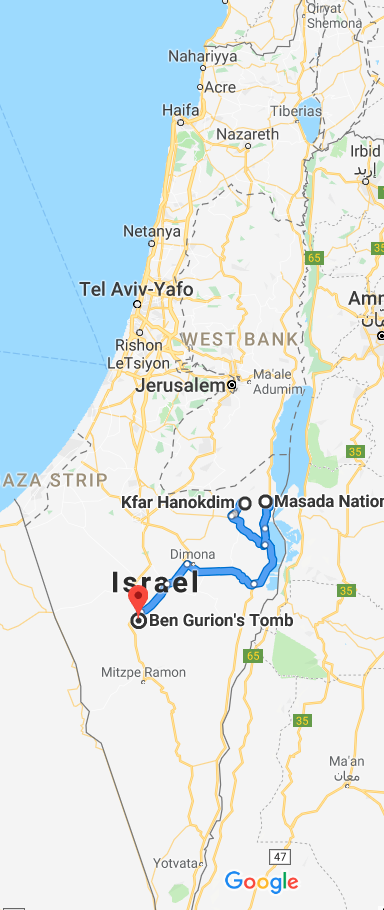 Qiryat
Shemona
Nahariyya
Acre
Haifa
Tiberias
Nazareth
Irbid
إربد
Netanya
65
35
Tel Aviv-Yafo
Amm
عمان
Rishon
LeTsiyon
WEST BANK
Ma'ale
Adumim
Jerusalem
35
AZA STRIP
Kfar Hanokdim
Masada Nation
Dimona
Israel
Ben Gurion's Tomb
65
Mitzpe Ramon
35
Ma'an
معان
Yotvata
47
Google